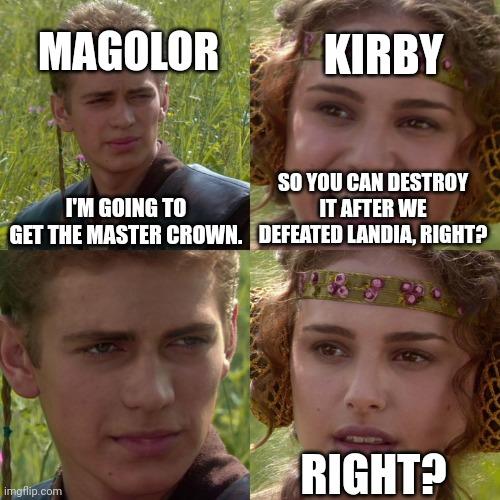 MAGOLOR
I'M GOING TO
GET THE MASTER CROWN.
KIRBY
SO YOU CAN DESTROY
IT AFTER WE
DEFEATED LANDIA, RIGHT?
RIGHT?
imgflip.com